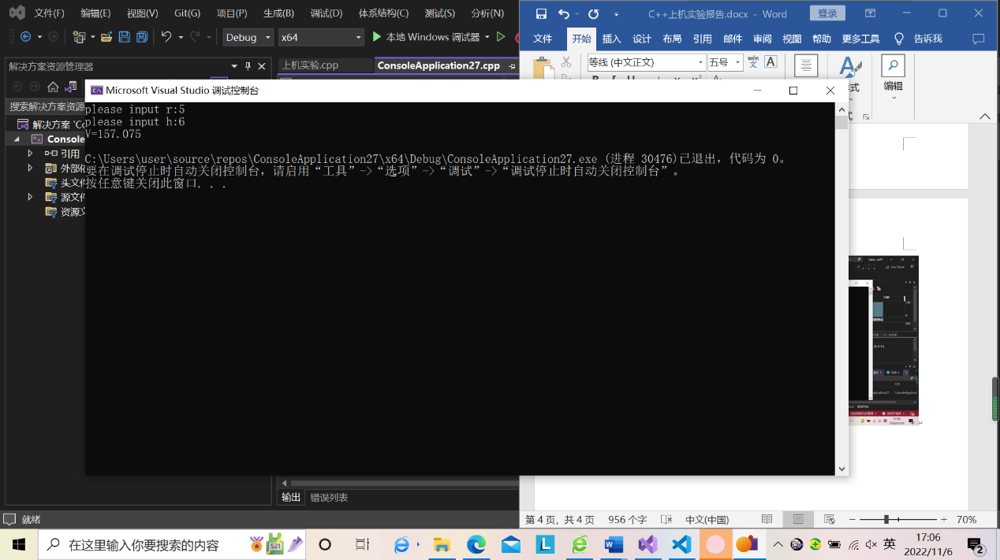 文件(F) 编辑(E) 视图(V) Git(G) 项目(P) 生成(B) 调试(D) 体系结构(C) 测试(S) 分析(N)
C++上机实验报告.docx - Word 登录
Debug x64 本地 Windows 调试器
文件 开始 插入 设计 布局 引用 邮件 审阅 视图 帮助 更多工具 告诉我
解决方案资源管理器
上机实验.cpp ConsoleApplication27.cpp
等线 (中文正文) 五号 wén 文 A
编辑
Microsoft Visual Studio 调试控制台
搜索解决方案资源
解决方案
Console
引用
外部
头文
源文
资源
please input r:5
please input h:6
V=157.075
C:\Users\user\source\repos\ConsoleApplication27\x64\Debug\ConsoleApplication27.exe (进程 30476)已退出，代码为 0。
要在调试停止时自动关闭控制台，请启用“工具”->“选项”->“调试”->“调试停止时自动关闭控制台”。
按任意键关闭此窗口. . .
输出 错误列表
就绪
第 4 页，共 4 页 956 个字 中文(中国) 70%
在这里输入你要搜索的内容
521
英
17:06
2022/11/6
2